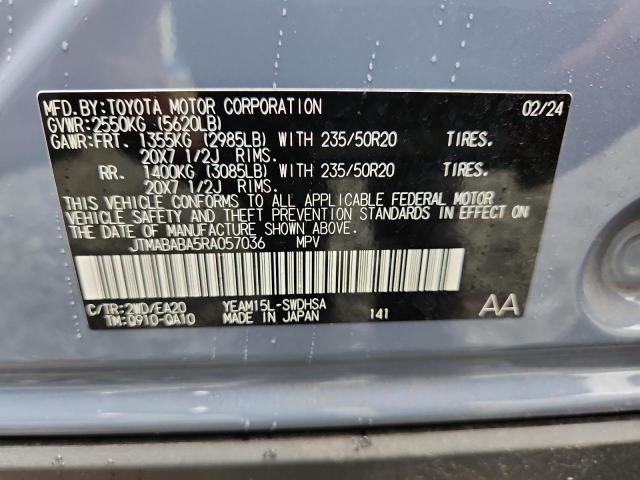 MFD. BY: TOYOTA MOTOR CORPORATION 02/24
GVWR: 2550KG (5620LB)
GAWR: FRT. 1355KG (2985LB) WITH 235/50R20 TIRES.
20X7 1/2J RIMS.
RR. 1400KG (3085LB) WITH 235/50R20 TIRES.
20X7 1/2J RIMS.
THIS VEHICLE CONFORMS TO ALL APPLICABLE FEDERAL MOTOR
VEHICLE SAFETY AND THEFT PREVENTION STANDARDS IN EFFECT ON
THE DATE OF MANUFACTURE SHOWN ABOVE.
JTMABABA5RA057036 MPV
C/TR: 2WD/EA20 YEAM15L-SWDHSA AA
TM: 0910-0A10 MADE IN JAPAN 141